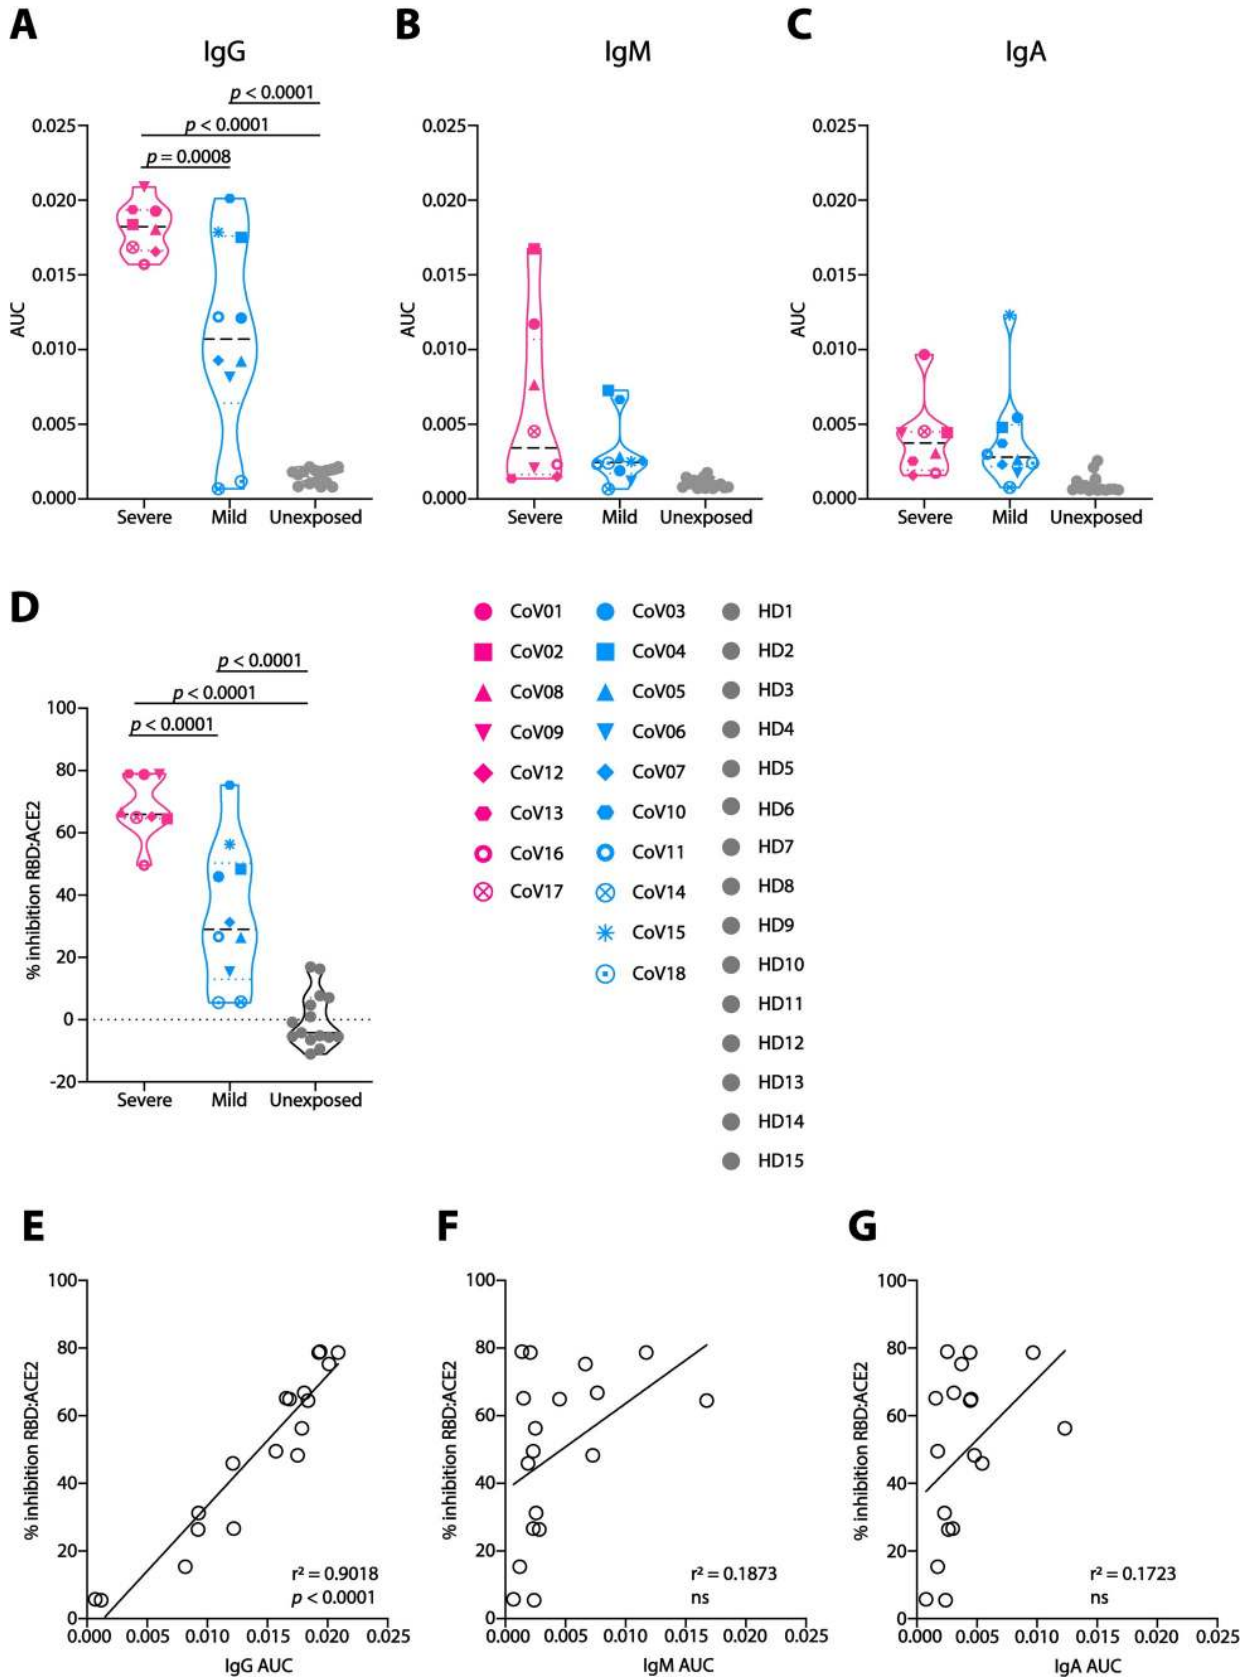 A
IgG
p < 0.0001
p < 0.0001
p = 0.0008
AUC
0.025
0.020
0.015
0.010
0.005
0.000
Severe Mild Unexposed
B
IgM
AUC
0.025
0.020
0.015
0.010
0.005
0.000
Severe Mild Unexposed
C
IgA
AUC
0.025
0.020
0.015
0.010
0.005
0.000
Severe Mild Unexposed
D
p < 0.0001
p < 0.0001
p < 0.0001
% inhibition RBD:ACE2
100
80
60
40
20
0
-20
Severe Mild Unexposed
CoV01
CoV02
CoV08
CoV09
CoV12
CoV13
CoV16
CoV17
CoV03
CoV04
CoV05
CoV06
CoV07
CoV10
CoV11
CoV14
CoV15
CoV18
HD1
HD2
HD3
HD4
HD5
HD6
HD7
HD8
HD9
HD10
HD11
HD12
HD13
HD14
HD15
E
% inhibition RBD:ACE2
100
80
60
40
20
0
r² = 0.9018
p < 0.0001
0.000 0.005 0.010 0.015 0.020 0.025
IgG AUC
F
% inhibition RBD:ACE2
100
80
60
40
20
0
r² = 0.1873
ns
0.000 0.005 0.010 0.015 0.020 0.025
IgM AUC
G
% inhibition RBD:ACE2
100
80
60
40
20
0
r² = 0.1723
ns
0.000 0.005 0.010 0.015 0.020 0.025
IgA AUC